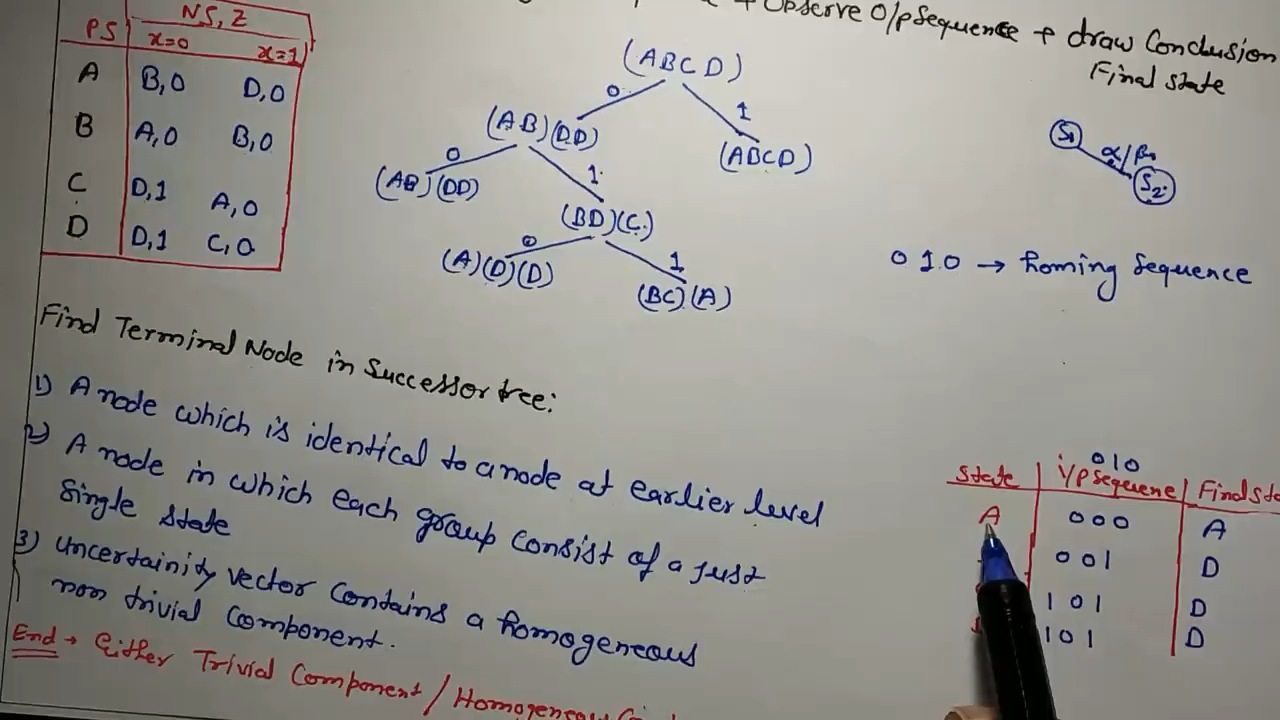 NS, Z
PS x=0 x=1
A B,0 D,0
B A,0 B,0
C D,1 A,0
D D,1 C,0
+ Observe O/p Sequence + draw Conclusion
Final state
(ABCD)
0 1
(AB)(DD) (ABCD)
0 1
(AB)(DD) (BD)(C)
0 1
(A)(D)(D) (BC)(A)
S1
α/β
S2
010 → homing Sequence
Find Terminal Node in Successor tree:
1) A node which is identical to a node at earlier level
2) A node in which each group consist of a just
Single state
3) Uncertainity vector contains a homogeneous
non trivial Component.
End → Either Trivial Component / Homogeneous
010
State i/p sequene Final Sta
A 000 A
001 D
101 D
101 D